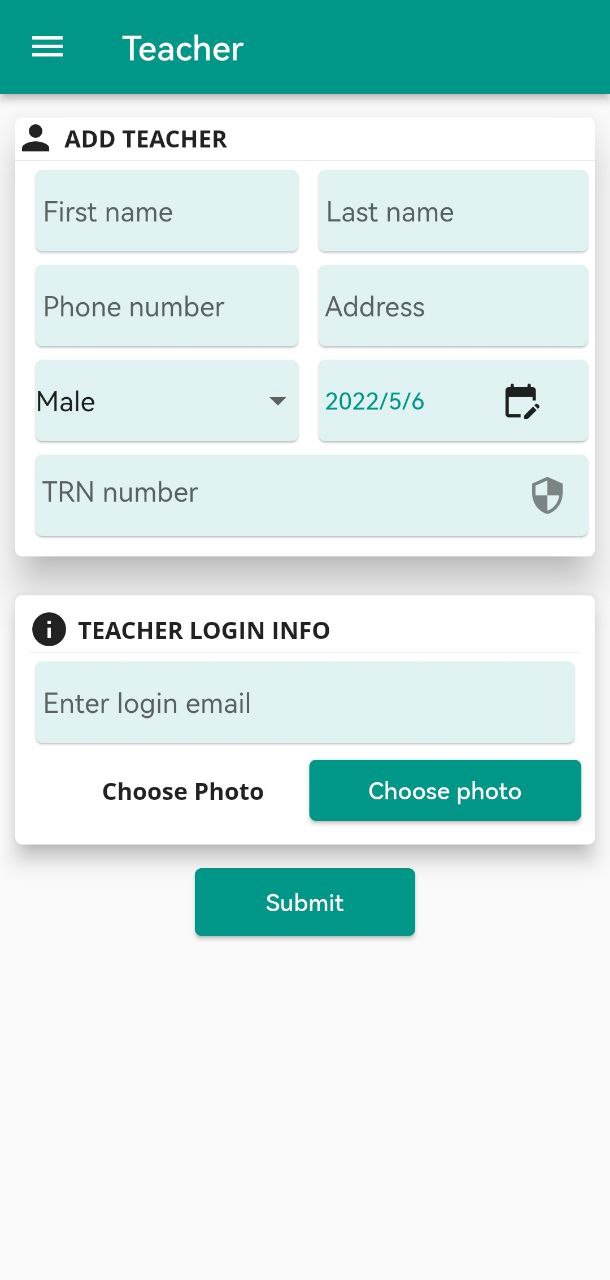 Teacher
ADD TEACHER
First name
Last name
Phone number
Address
Male
2022/5/6
TRN number
TEACHER LOGIN INFO
Enter login email
Choose Photo
Choose photo
Submit